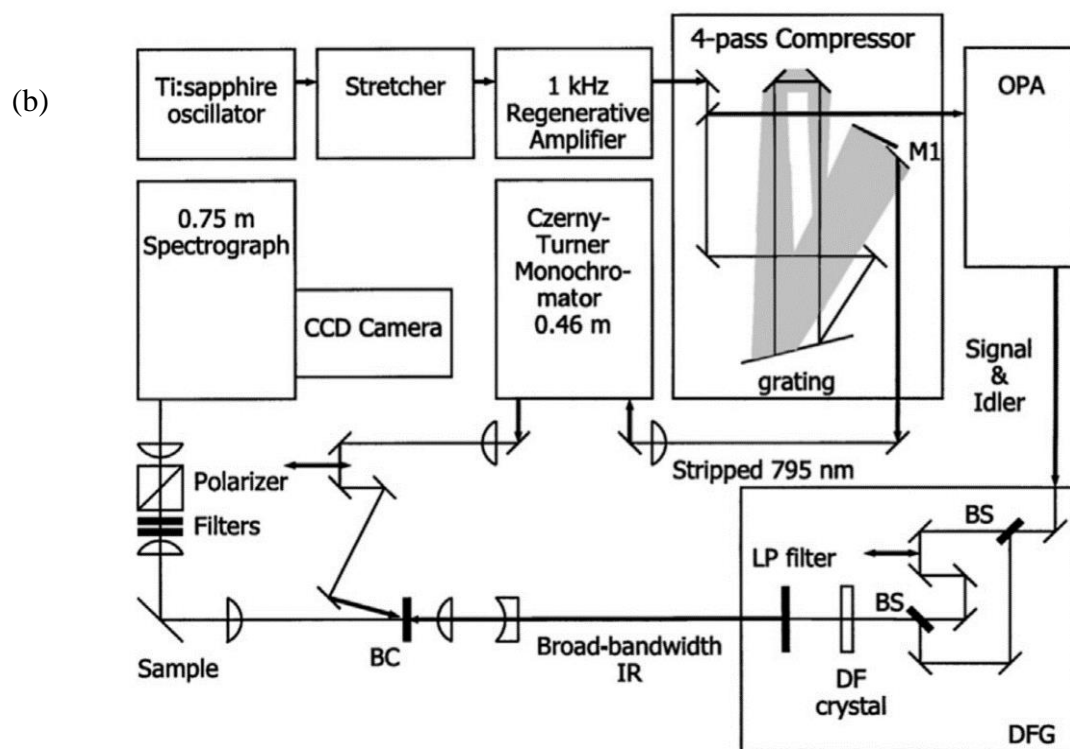 (b)
Ti:sapphire
oscillator
Stretcher
1 kHz
Regenerative
Amplifier
4-pass Compressor
M1
grating
OPA
0.75 m
Spectrograph
CCD Camera
Czerny-
Turner
Monochro-
mator
0.46 m
Signal
&
Idler
Stripped 795 nm
Polarizer
Filters
Sample
BC
Broad-bandwidth
IR
LP filter
BS
BS
DF
crystal
DFG